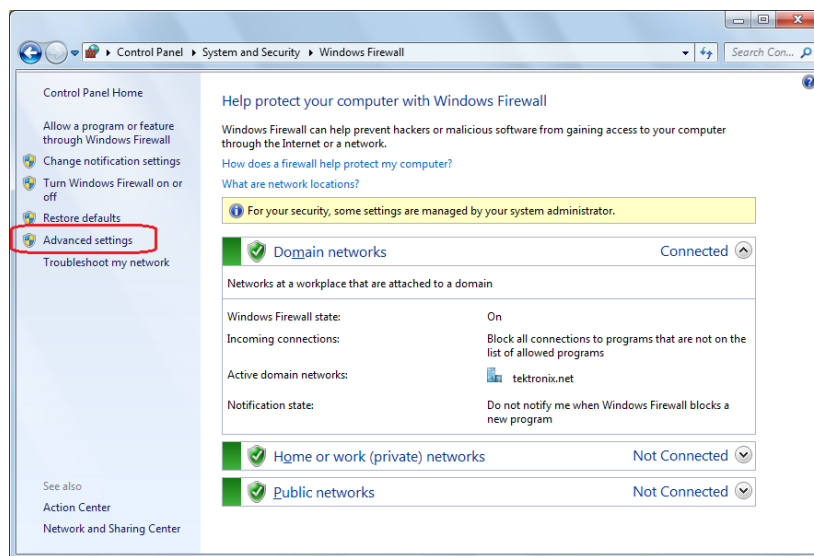 Control Panel System and Security Windows Firewall
Search Con...
Control Panel Home
Allow a program or feature
through Windows Firewall
Change notification settings
Turn Windows Firewall on or
off
Restore defaults
Advanced settings
Troubleshoot my network
See also
Action Center
Network and Sharing Center
Help protect your computer with Windows Firewall
Windows Firewall can help prevent hackers or malicious software from gaining access to your computer
through the Internet or a network.
How does a firewall help protect my computer?
What are network locations?
For your security, some settings are managed by your system administrator.
Domain networks Connected
Networks at a workplace that are attached to a domain
Windows Firewall state: On
Incoming connections: Block all connections to programs that are not on the
list of allowed programs
Active domain networks: tektronix.net
Notification state: Do not notify me when Windows Firewall blocks a
new program
Home or work (private) networks Not Connected
Public networks Not Connected